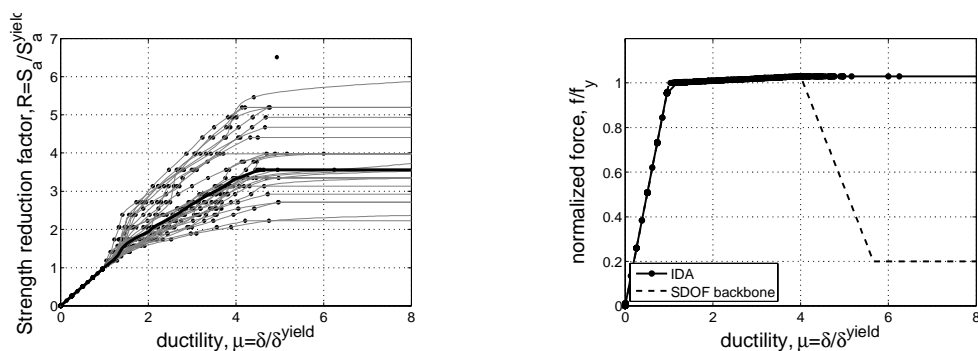 Strength reduction factor, R=S_a/S_a^yield
7
6
5
4
3
2
1
0
0 2 4 6 8
ductility, μ=δ/δ^yield
normalized force, f/f_y
1
0.8
0.6
0.4
0.2
0
IDA
SDOF backbone
0 2 4 6 8
ductility, μ=δ/δ^yield